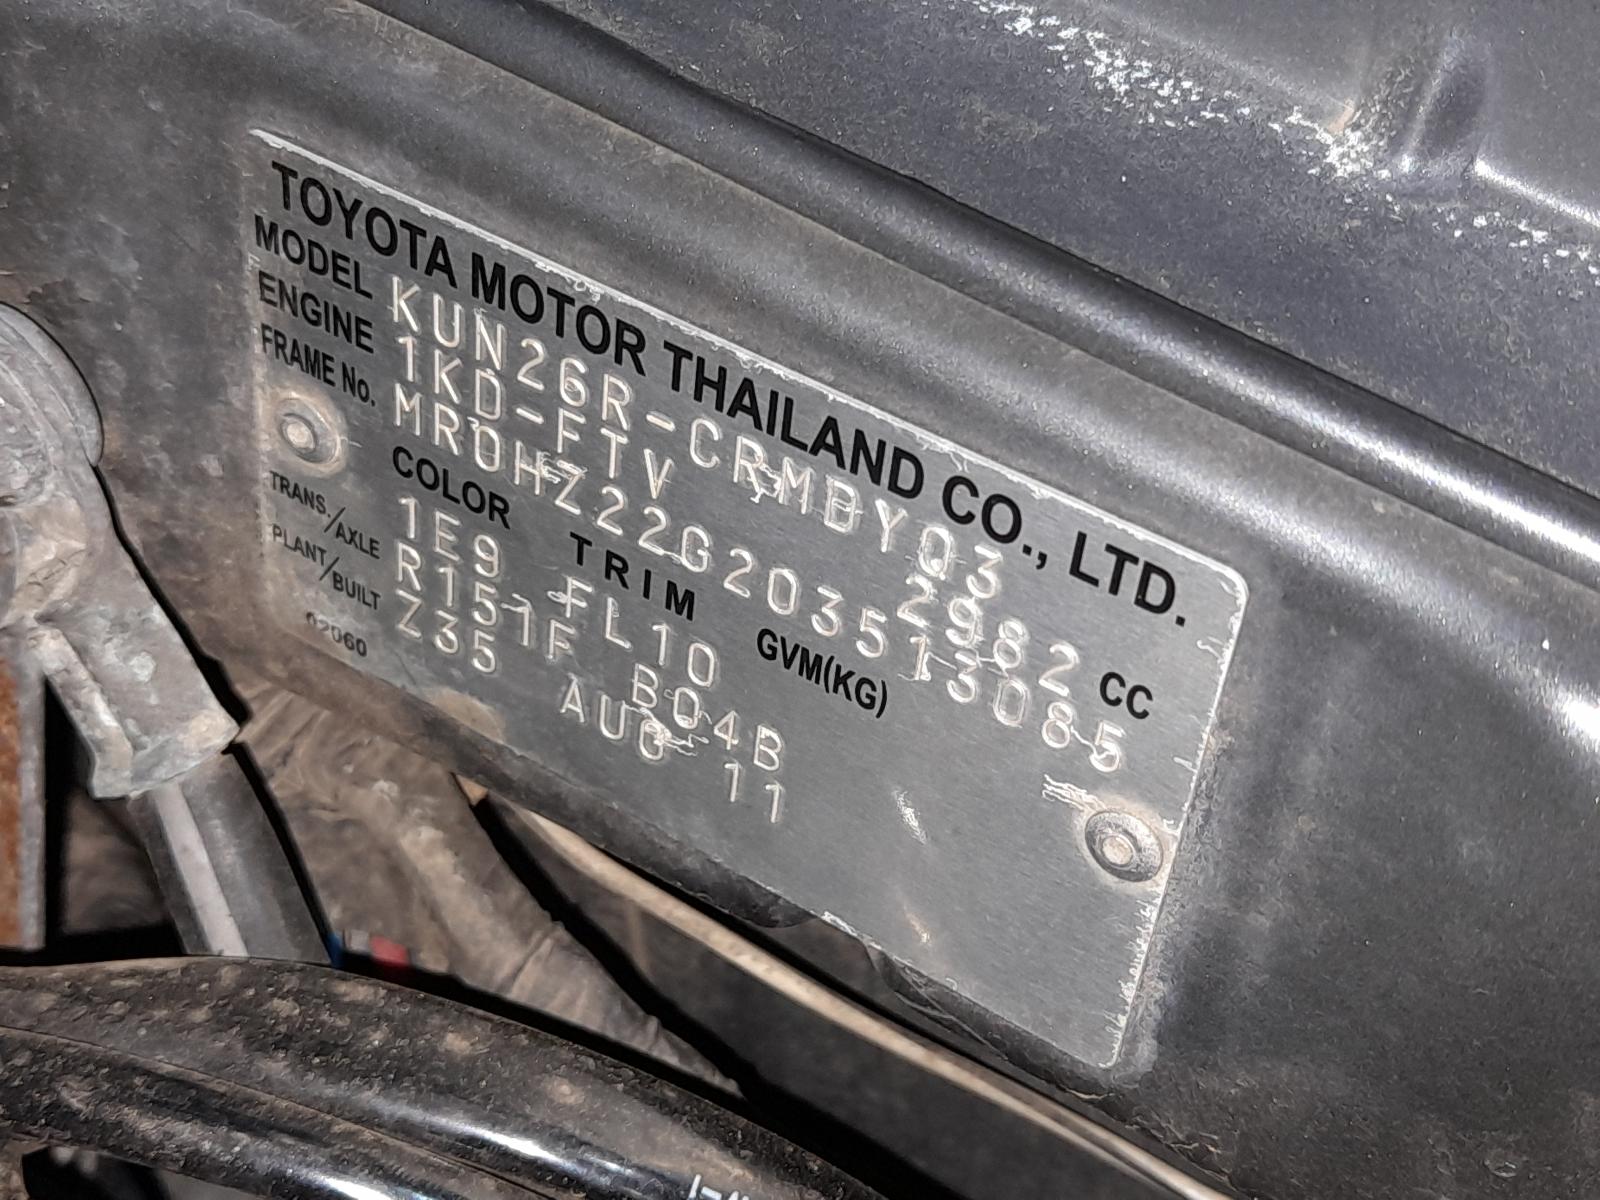 TOYOTA MOTOR THAILAND CO., LTD.
MODEL KUN26R-CRMDYQ3
ENGINE 1KD-FTV 2982 CC
FRAME No. MR0HZ22G203513085
COLOR TRIM GVM(KG)
1E9 FL10
TRANS./AXLE R151F B04B
PLANT/BUILT Z35 AUG 11
02060